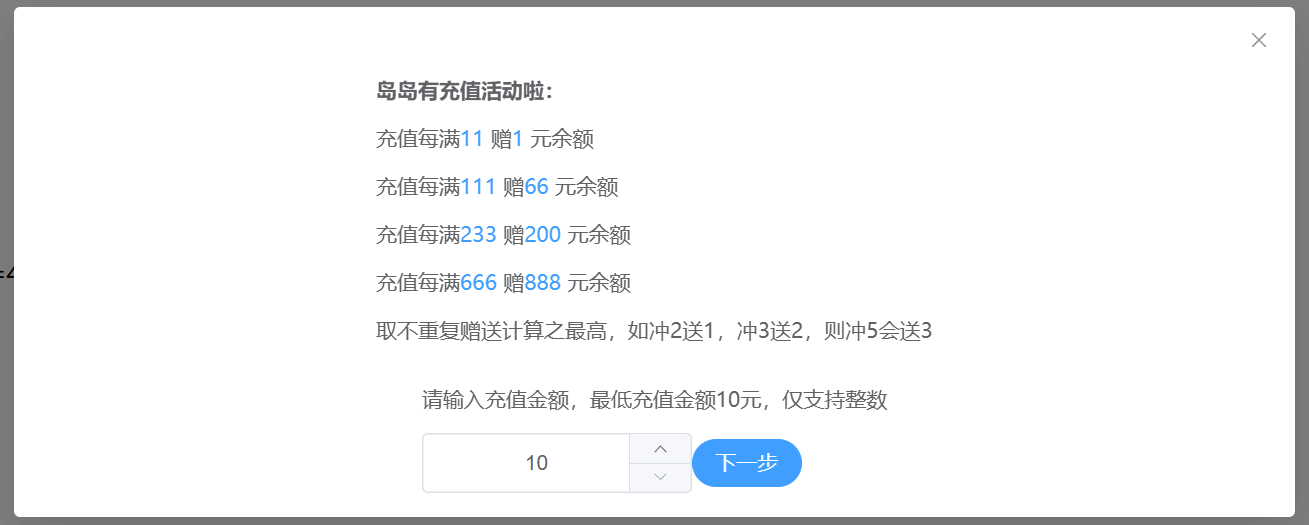 岛岛有充值活动啦：
充值每满11 赠1 元余额
充值每满111 赠66 元余额
充值每满233 赠200 元余额
充值每满666 赠888 元余额
取不重复赠送计算之最高，如冲2送1，冲3送2，则冲5会送3
请输入充值金额，最低充值金额10元，仅支持整数
10 下一步